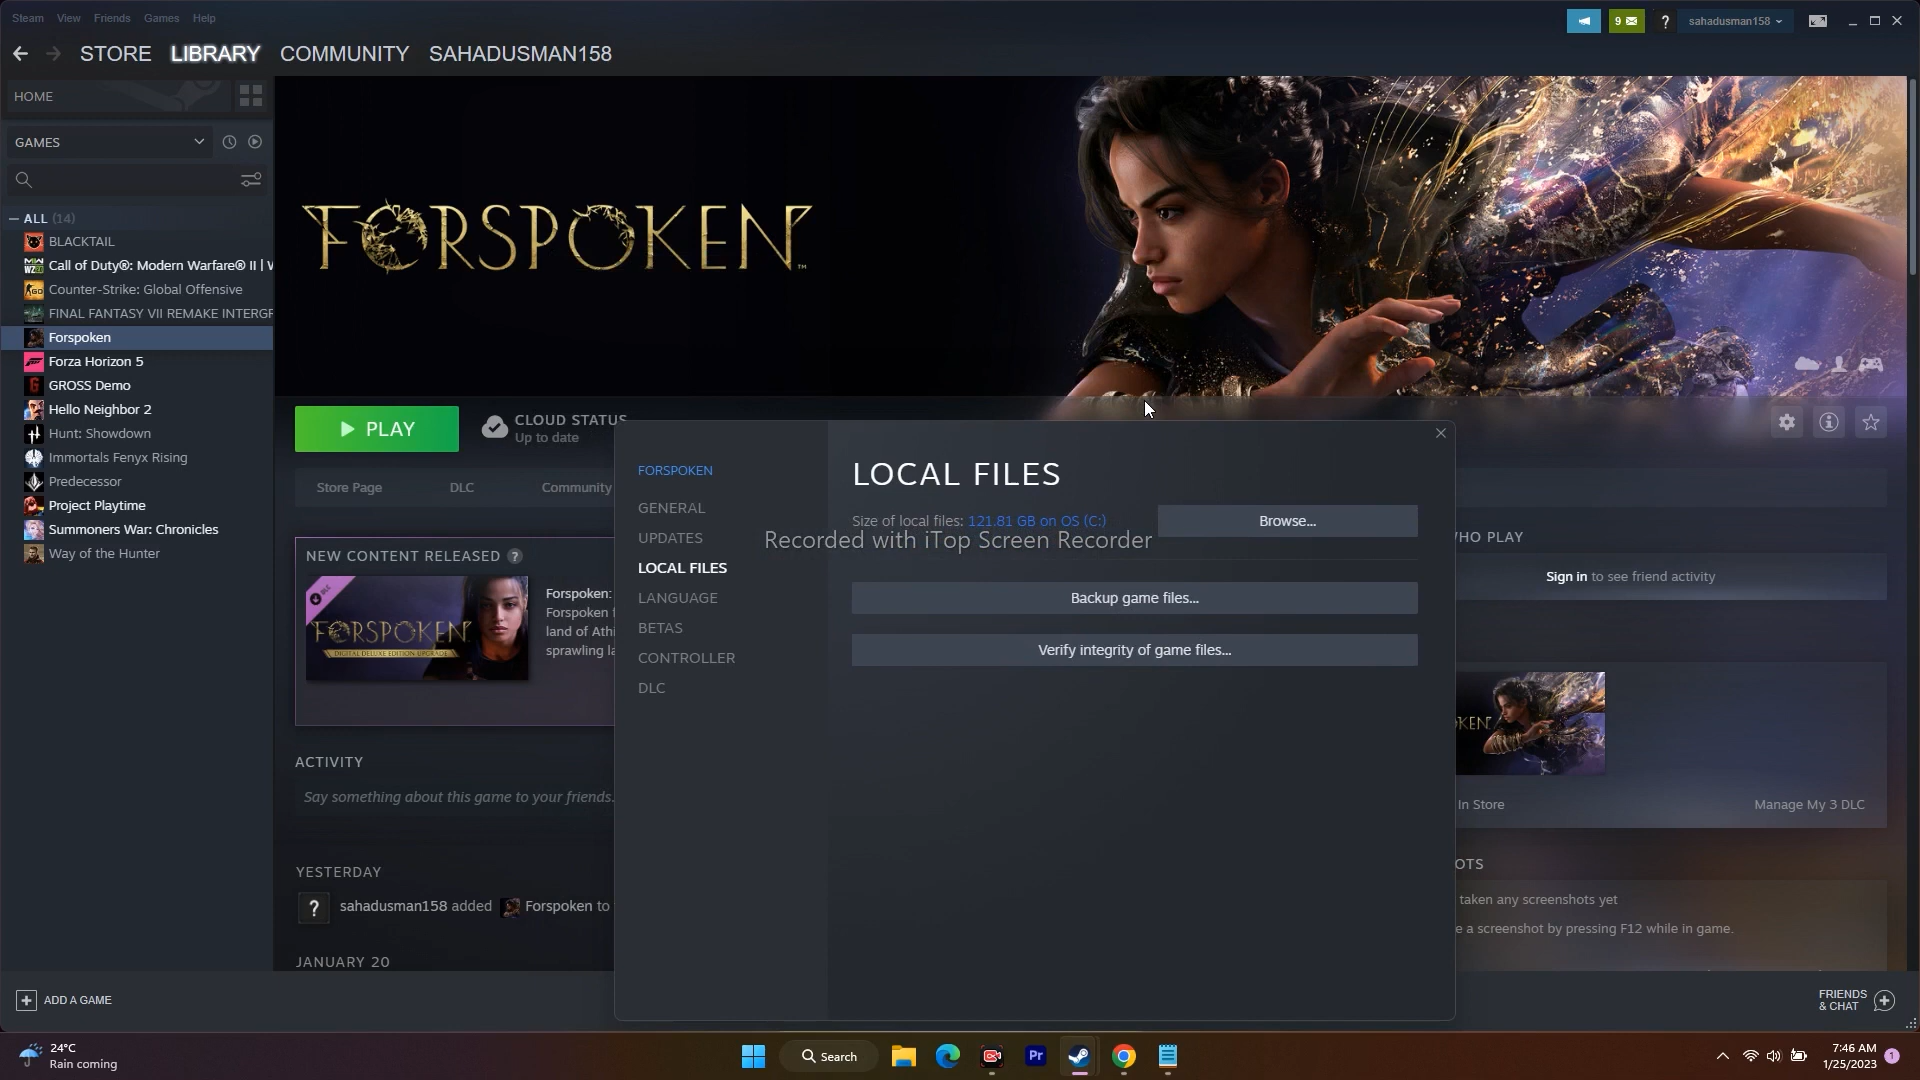 Steam View Friends Games Help
9 ? sahadusman158
STORE LIBRARY COMMUNITY SAHADUSMAN158
HOME
GAMES
ALL (14)
BLACKTAIL
Call of Duty®: Modern Warfare® II |
Counter-Strike: Global Offensive
FINAL FANTASY VII REMAKE INTERGR
Forspoken
Forza Horizon 5
GROSS Demo
Hello Neighbor 2
Hunt: Showdown
Immortals Fenyx Rising
Predecessor
Project Playtime
Summoners War: Chronicles
Way of the Hunter
ADD A GAME
FORSPOKEN™
PLAY
CLOUD STATUS
Up to date
Store Page DLC Community
NEW CONTENT RELEASED ?
DLC
FORSPOKEN
DIGITAL DELUXE EDITION UPGRADE
Forspoken:
Forspoken f
land of Athi
sprawling la
ACTIVITY
Say something about this game to your friends.
YESTERDAY
? sahadusman158 added Forspoken to
JANUARY 20
FORSPOKEN
GENERAL
UPDATES
LOCAL FILES
LANGUAGE
BETAS
CONTROLLER
DLC
LOCAL FILES
Size of local files: 121.81 GB on OS (C:)
Browse...
Recorded with iTop Screen Recorder
Backup game files...
Verify integrity of game files...
HO PLAY
Sign in to see friend activity
KEN
In Store
Manage My 3 DLC
OTS
taken any screenshots yet
e a screenshot by pressing F12 while in game.
FRIENDS
& CHAT
24°C
Rain coming
Search
Pr
7:46 AM
1/25/2023
1